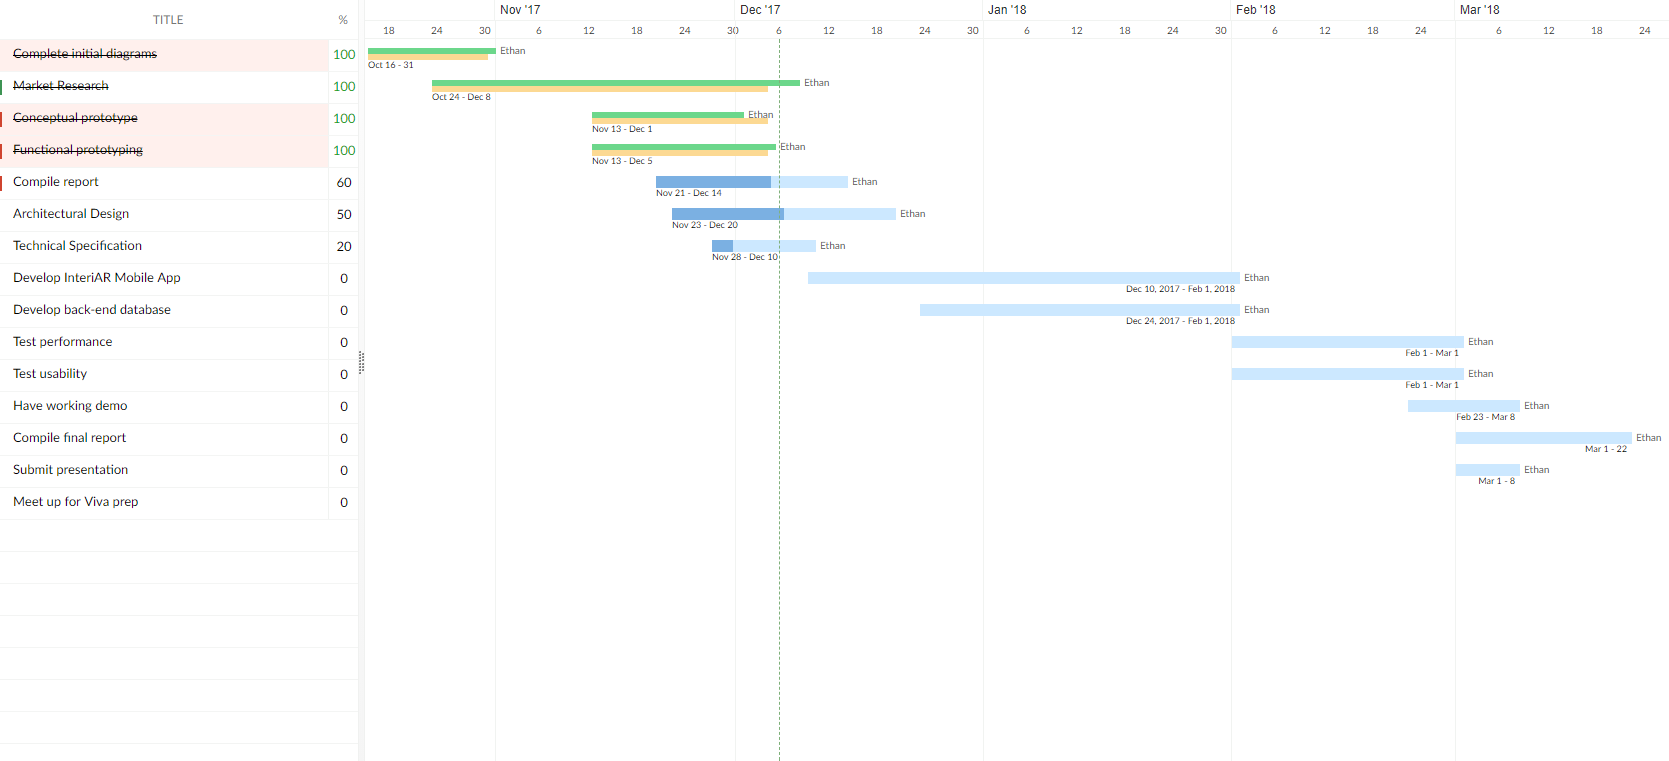 TITLE %
Nov '17 Dec '17 Jan '18 Feb '18 Mar '18
18 24 30 6 12 18 24 30 6 12 18 24 30 6 12 18 24 30 6 12 18 24 6 12 18 24
Complete initial diagrams 100 Ethan
Oct 16 - 31
Market Research 100 Ethan
Oct 24 - Dec 8
Conceptual prototype 100 Ethan
Nov 13 - Dec 1
Functional prototyping 100 Ethan
Nov 13 - Dec 5
Compile report 60 Ethan
Nov 21 - Dec 14
Architectural Design 50 Ethan
Nov 23 - Dec 20
Technical Specification 20 Ethan
Nov 28 - Dec 10
Develop InteriAR Mobile App 0 Ethan
Dec 10, 2017 - Feb 1, 2018
Develop back-end database 0 Ethan
Dec 24, 2017 - Feb 1, 2018
Test performance 0 Ethan
Feb 1 - Mar 1
Test usability 0 Ethan
Feb 1 - Mar 1
Have working demo 0 Ethan
Feb 23 - Mar 8
Compile final report 0 Ethan
Mar 1 - 22
Submit presentation 0 Ethan
Mar 1 - 8
Meet up for Viva prep 0